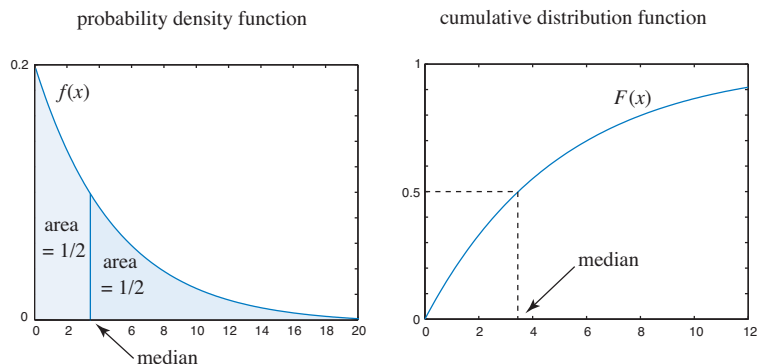 probability density function
0.2
f(x)
area
= 1/2
area
= 1/2
0
0 2 4 6 8 10 12 14 16 18 20
median
cumulative distribution function
1
F(x)
0.5
median
0
0 2 4 6 8 10 12